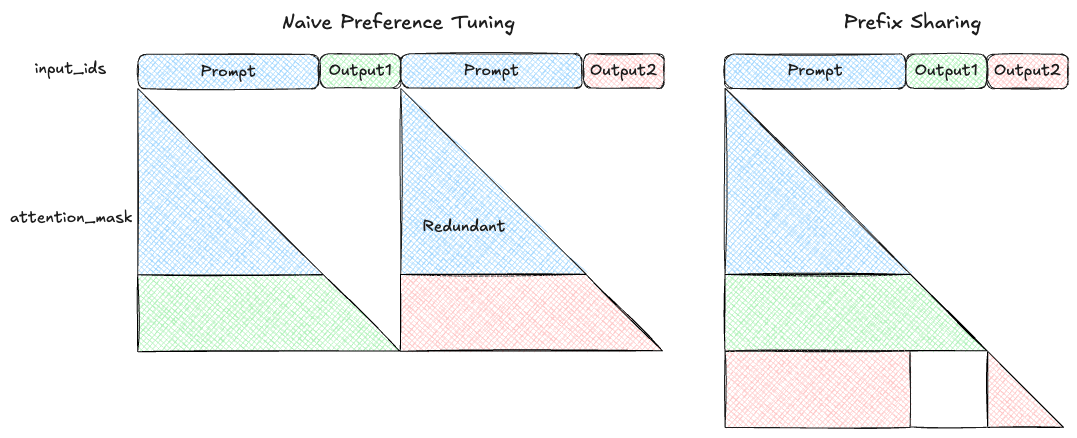 Naive Preference Tuning
Prefix Sharing
input_ids
Prompt
Output1
Prompt
Output2
Prompt
Output1
Output2
attention_mask
Redundant